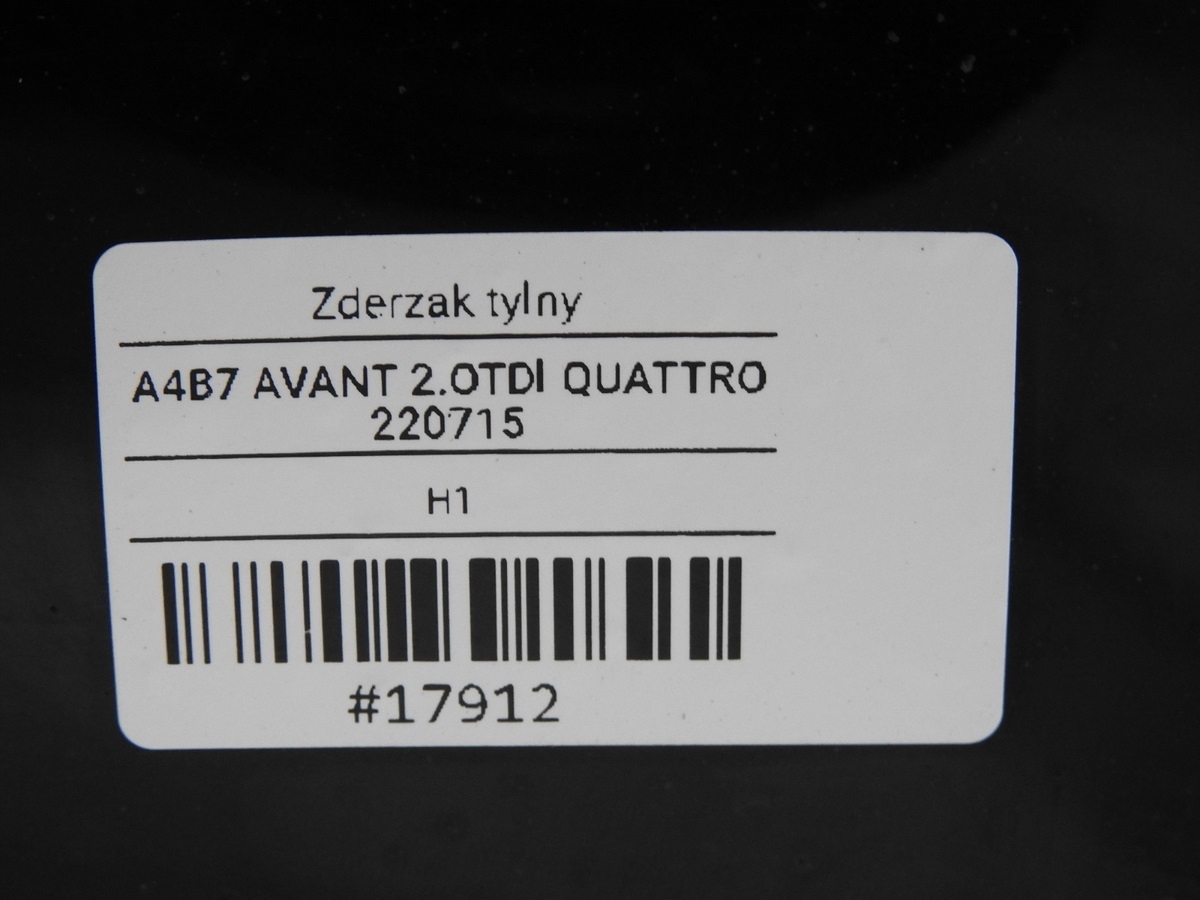 Zderzak tylny
A4B7 AVANT 2.0TDI QUATTRO
220715
H1
#17912